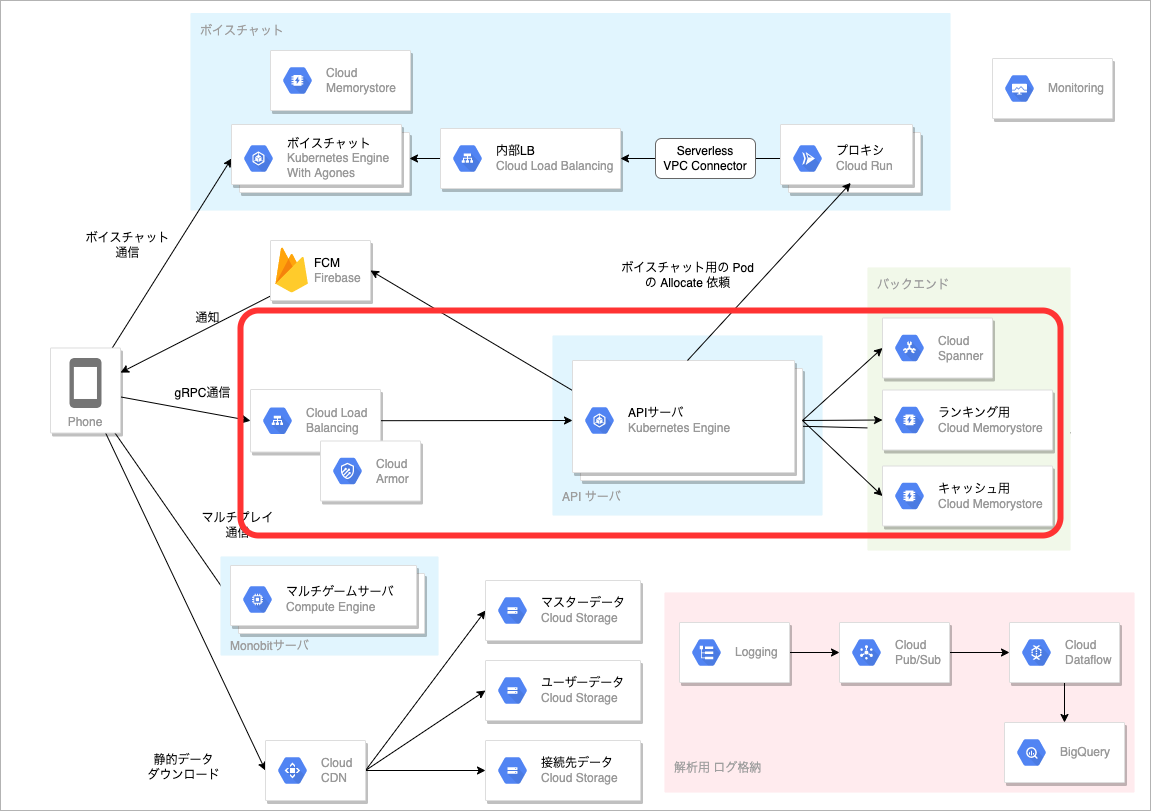 ボイスチャット
Cloud
Memorystore
Monitoring
ボイスチャット
Kubernetes Engine
With Agones
内部LB
Cloud Load Balancing
Serverless
VPC Connector
プロキシ
Cloud Run
ボイスチャット
通信
FCM
Firebase
ボイスチャット用の Pod
の Allocate 依頼
バックエンド
通知
Phone
gRPC通信
Cloud Load
Balancing
Cloud
Armor
APIサーバ
Kubernetes Engine
API サーバ
Cloud
Spanner
ランキング用
Cloud Memorystore
キャッシュ用
Cloud Memorystore
マルチプレイ
通信
マルチゲームサーバ
Compute Engine
Monobitサーバ
マスターデータ
Cloud Storage
ユーザーデータ
Cloud Storage
接続先データ
Cloud Storage
静的データ
ダウンロード
Cloud
CDN
Logging
Cloud
Pub/Sub
Cloud
Dataflow
BigQuery
解析用 ログ格納